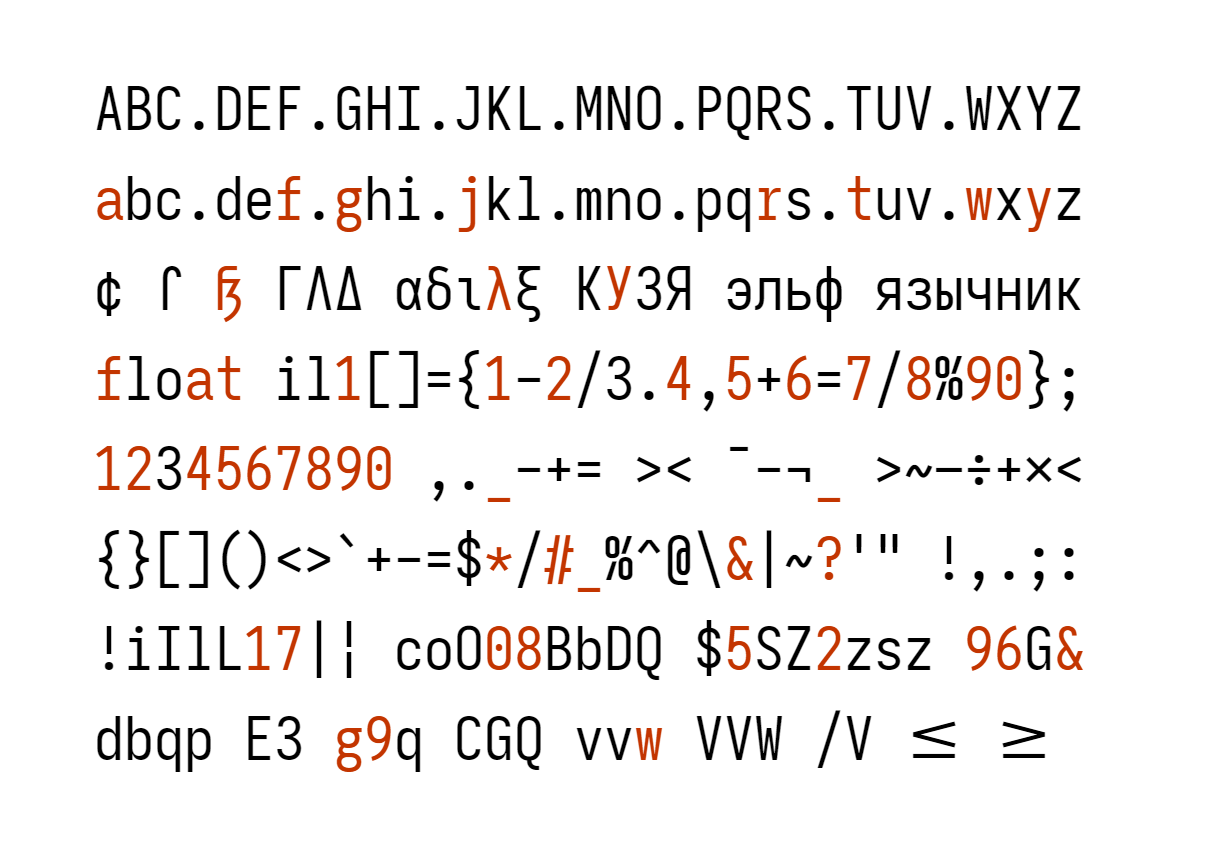 ABC.DEF.GHI.JKL.MNO.PQRS.TUV.WXYZ
abc.def.ghi.jkl.mno.pqrs.tuv.wxyz
¢ ſ ꜧ ΓΛΔ αδιλξ КУЗЯ эльф язычник
float il1[]={1-2/3.4,5+6=7/8%90};
1234567890 ,._-+= >< ¯-¬_ >~–÷+×<
{}[]()<>`+-=$*/#_%^@\&|~?'" !,.;:
!iIlL17|¦ coO08BbDQ $5SZ2zsz 96G&
dbqp E3 g9q CGQ vvw VVW /V ≤ ≥